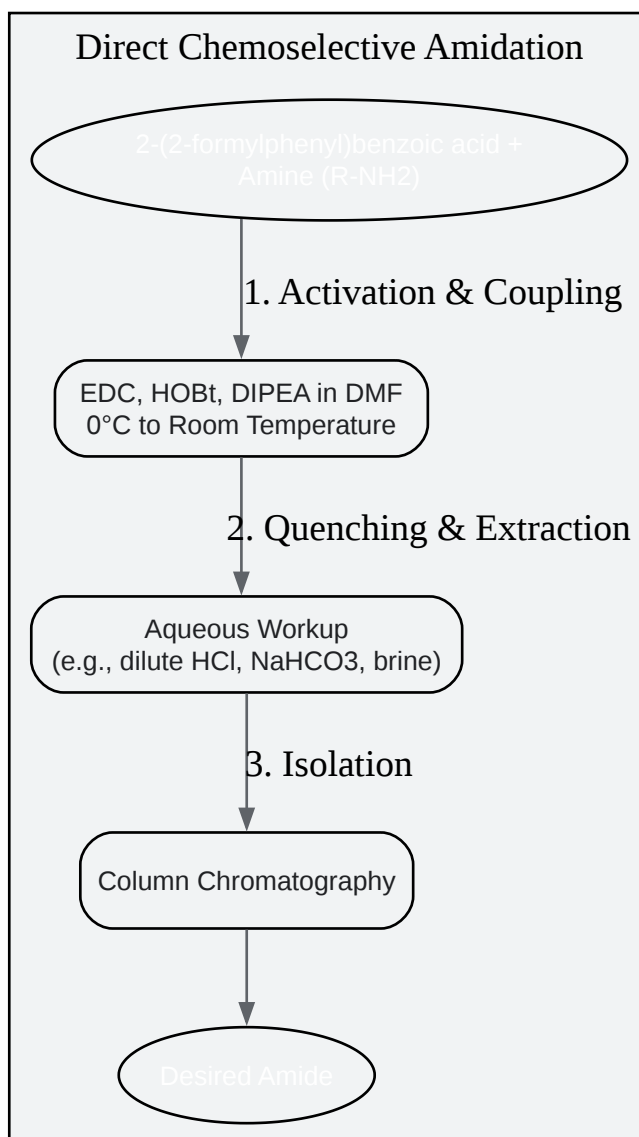 Direct Chemoselective Amidation
2-(2-formylphenyl)benzoic acid +
Amine (R-NH2)
1. Activation & Coupling
EDC, HOBt, DIPEA in DMF
0°C to Room Temperature
2. Quenching & Extraction
Aqueous Workup
(e.g., dilute HCl, NaHCO3, brine)
3. Isolation
Column Chromatography
Desired Amide